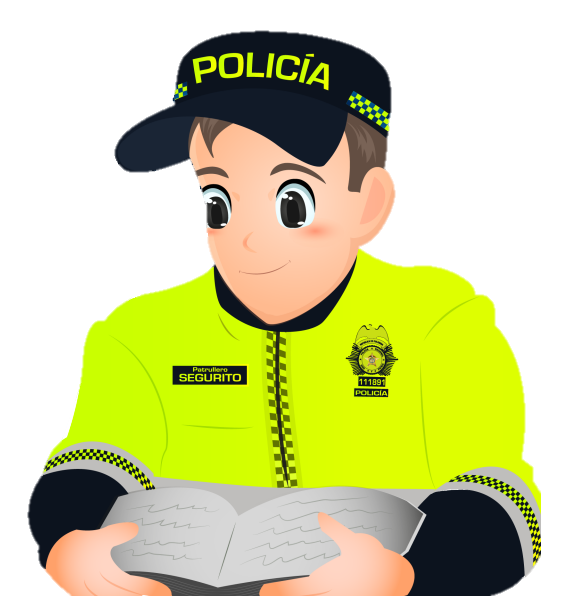 POLICÍA
Patrullero
SEGURITO
111891
POLICÍA